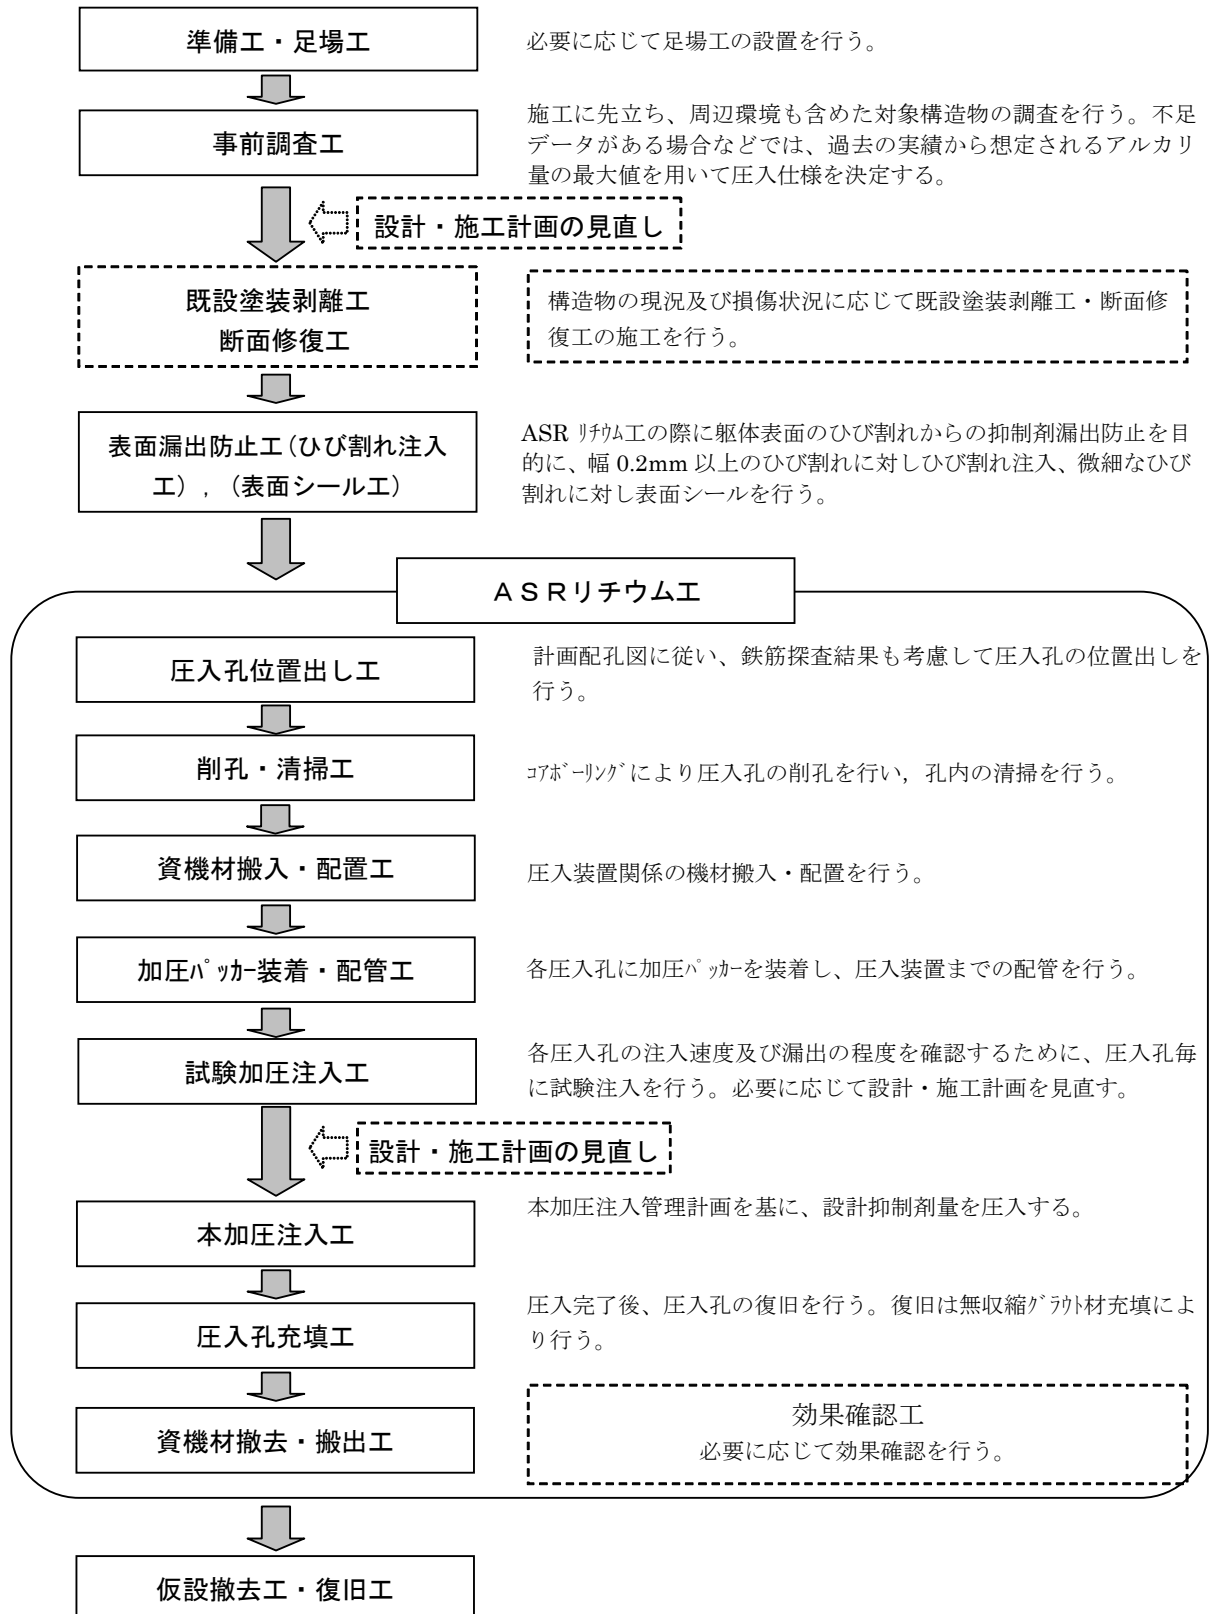 準備工・足場工
必要に応じて足場工の設置を行う。
事前調査工
施工に先立ち、周辺環境も含めた対象構造物の調査を行う。不足
データがある場合などでは、過去の実績から想定されるアルカリ
量の最大値を用いて圧入仕様を決定する。
設計・施工計画の見直し
既設塗装剥離工
断面修復工
構造物の現況及び損傷状況に応じて既設塗装剥離工・断面修
復工の施工を行う。
表面漏出防止工(ひび割れ注入
工),(表面シール工)
ASR ﾘﾁｳﾑ工の際に躯体表面のひび割れからの抑制剤漏出防止を目
的に、幅 0.2mm 以上のひび割れに対しひび割れ注入、微細なひび
割れに対し表面シールを行う。
ＡＳＲリチウム工
圧入孔位置出し工
計画配孔図に従い、鉄筋探査結果も考慮して圧入孔の位置出しを
行う。
削孔・清掃工
ｺｱﾎﾞｰﾘﾝｸﾞにより圧入孔の削孔を行い，孔内の清掃を行う。
資機材搬入・配置工
圧入装置関係の機材搬入・配置を行う。
加圧ﾊﾟｯｶｰ装着・配管工
各圧入孔に加圧ﾊﾟｯｶｰを装着し、圧入装置までの配管を行う。
試験加圧注入工
各圧入孔の注入速度及び漏出の程度を確認するために、圧入孔毎
に試験注入を行う。必要に応じて設計・施工計画を見直す。
設計・施工計画の見直し
本加圧注入工
本加圧注入管理計画を基に、設計抑制剤量を圧入する。
圧入孔充填工
圧入完了後、圧入孔の復旧を行う。復旧は無収縮ｸﾞﾗｳﾄ材充填によ
り行う。
資機材撤去・搬出工
効果確認工
必要に応じて効果確認を行う。
仮設撤去工・復旧工